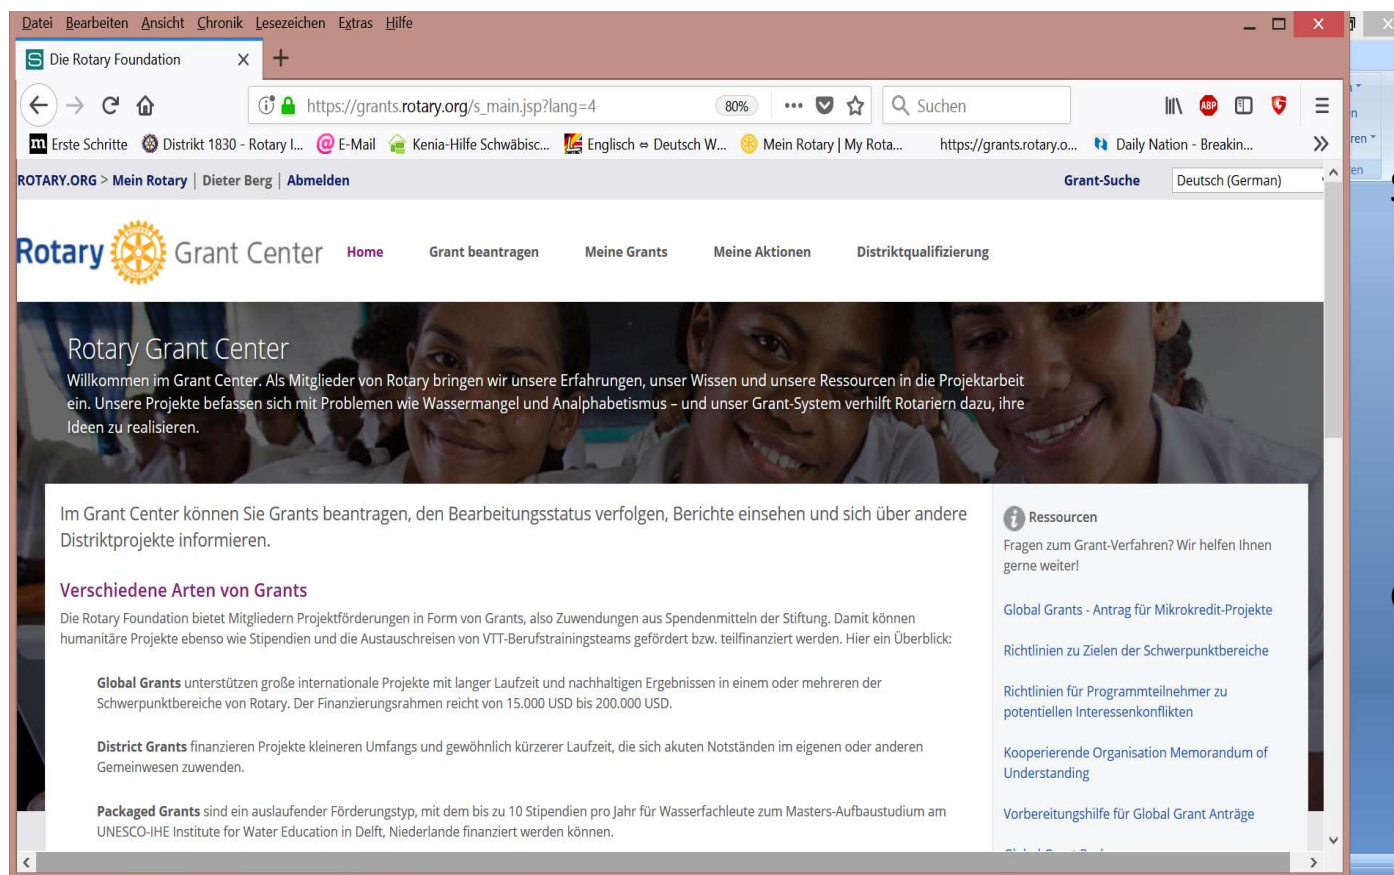 Datei Bearbeiten Ansicht Chronik Lesezeichen Extras Hilfe
Die Rotary Foundation
https://grants.rotary.org/s_main.jsp?lang=4 80% Suchen
Erste Schritte Distrikt 1830 - Rotary I... E-Mail Kenia-Hilfe Schwäbisc... Englisch ⇔ Deutsch W... Mein Rotary | My Rota... https://grants.rotary.o... Daily Nation - Breakin...
ROTARY.ORG > Mein Rotary | Dieter Berg | Abmelden Grant-Suche Deutsch (German)
Rotary Grant Center Home Grant beantragen Meine Grants Meine Aktionen Distriktqualifizierung
Rotary Grant Center
Willkommen im Grant Center. Als Mitglieder von Rotary bringen wir unsere Erfahrungen, unser Wissen und unsere Ressourcen in die Projektarbeit
ein. Unsere Projekte befassen sich mit Problemen wie Wassermangel und Analphabetismus – und unser Grant-System verhilft Rotariern dazu, ihre
Ideen zu realisieren.
Im Grant Center können Sie Grants beantragen, den Bearbeitungsstatus verfolgen, Berichte einsehen und sich über andere
Distriktprojekte informieren.
Verschiedene Arten von Grants
Die Rotary Foundation bietet Mitgliedern Projektförderungen in Form von Grants, also Zuwendungen aus Spendenmitteln der Stiftung. Damit können
humanitäre Projekte ebenso wie Stipendien und die Austauschreisen von VTT-Berufstrainingsteams gefördert bzw. teilfinanziert werden. Hier ein Überblick:
Global Grants unterstützen große internationale Projekte mit langer Laufzeit und nachhaltigen Ergebnissen in einem oder mehreren der
Schwerpunktbereiche von Rotary. Der Finanzierungsrahmen reicht von 15.000 USD bis 200.000 USD.
District Grants finanzieren Projekte kleineren Umfangs und gewöhnlich kürzerer Laufzeit, die sich akuten Notständen im eigenen oder anderen
Gemeinwesen zuwenden.
Packaged Grants sind ein auslaufender Förderungstyp, mit dem bis zu 10 Stipendien pro Jahr für Wasserfachleute zum Masters-Aufbaustudium am
UNESCO-IHE Institute for Water Education in Delft, Niederlande finanziert werden können.
Ressourcen
Fragen zum Grant-Verfahren? Wir helfen Ihnen
gerne weiter!
Global Grants - Antrag für Mikrokredit-Projekte
Richtlinien zu Zielen der Schwerpunktbereiche
Richtlinien für Programmteilnehmer zu
potentiellen Interessenkonflikten
Kooperierende Organisation Memorandum of
Understanding
Vorbereitungshilfe für Global Grant Anträge